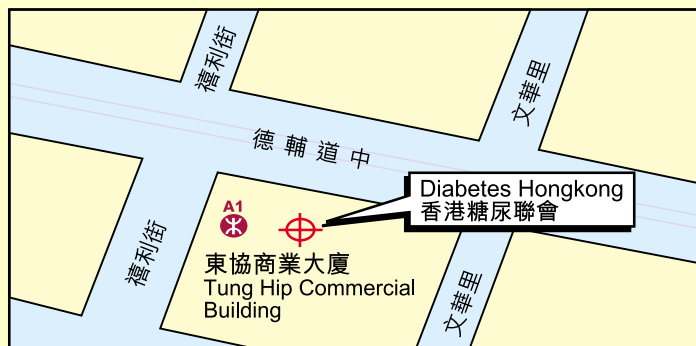 禧利街
文華里
德輔道中
Diabetes Hongkong
香港糖尿聯會
A1
禧利街
東協商業大廈
Tung Hip Commercial
Building
文華里